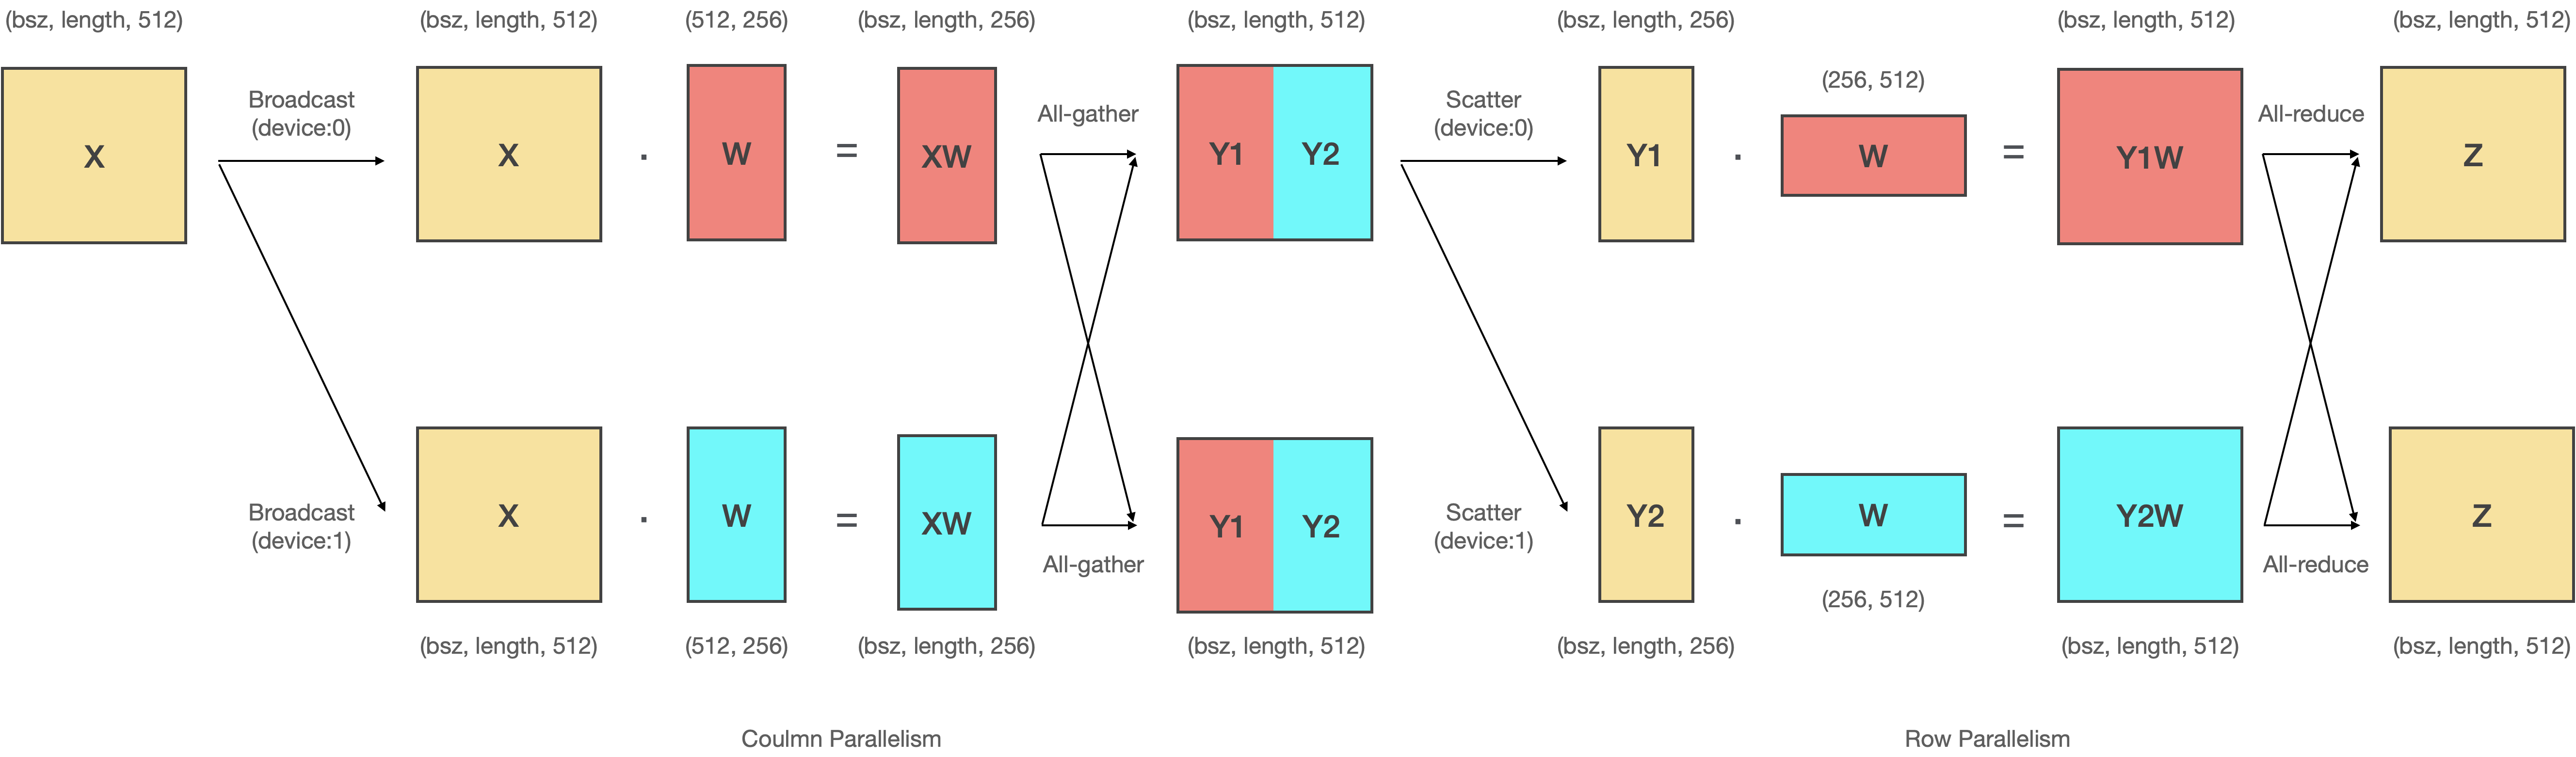 (bsz, length, 512)
(bsz, length, 512)
(512, 256)
(bsz, length, 256)
(bsz, length, 512)
(bsz, length, 256)
(bsz, length, 512)
(bsz, length, 512)
X
Broadcast
(device:0)
X
·
W
=
XW
All-gather
Y1
Y2
Scatter
(device:0)
Y1
·
(256, 512)
W
=
Y1W
All-reduce
Z
Broadcast
(device:1)
X
·
W
=
XW
All-gather
Y1
Y2
Scatter
(device:1)
Y2
·
W
(256, 512)
=
Y2W
All-reduce
Z
(bsz, length, 512)
(512, 256)
(bsz, length, 256)
(bsz, length, 512)
(bsz, length, 256)
(bsz, length, 512)
(bsz, length, 512)
Coulmn Parallelism
Row Parallelism